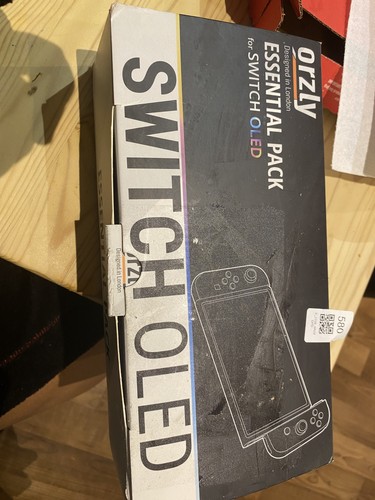 orzly
Designed in London
ESSENTIAL PACK
for SWITCH OLED
SWITCH OLED
Designed in London
580